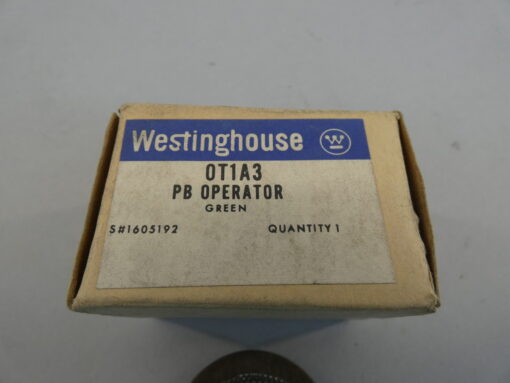 Westinghouse W
OT1A3
PB OPERATOR
GREEN
S#1605192 QUANTITY 1